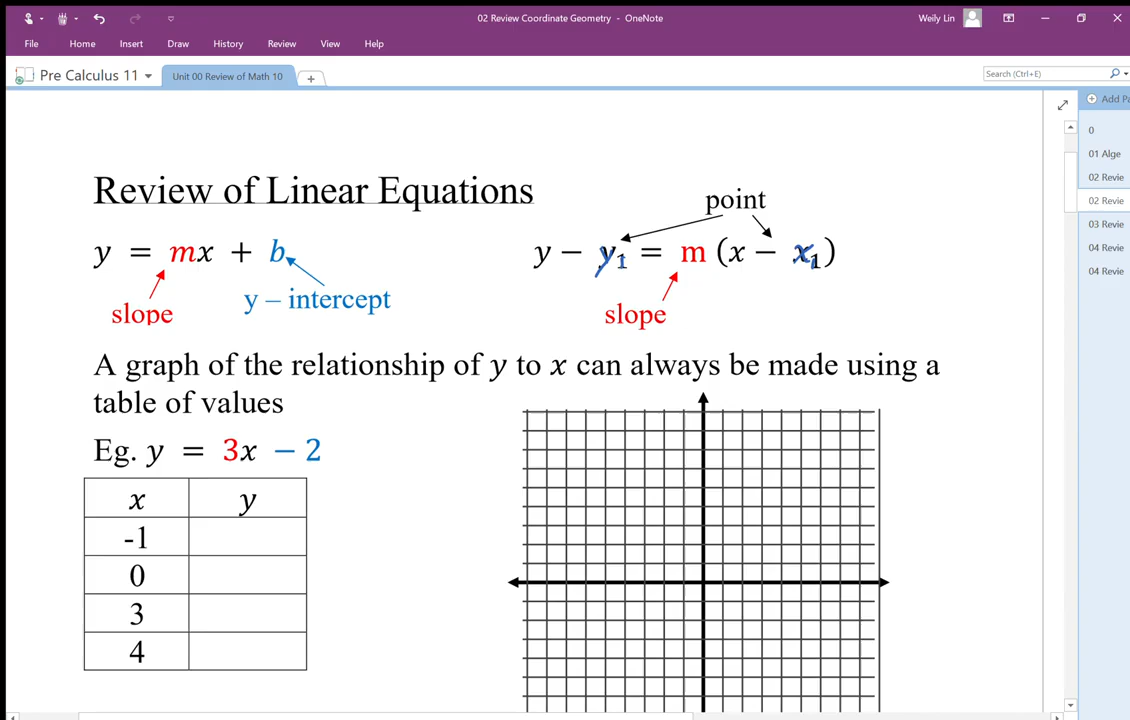 02 Review Coordinate Geometry - OneNote
Weily Lin
File Home Insert Draw History Review View Help
Pre Calculus 11
Unit 00 Review of Math 10
+
Search (Ctrl+E)
Add Pa
0
01 Alge
02 Revie
02 Revie
03 Revie
04 Revie
04 Revie
Review of Linear Equations
point
y = mx + b
y − y₁ = m (x − x₁)
slope
y – intercept
slope
A graph of the relationship of y to x can always be made using a
table of values
Eg. y = 3x − 2
x y
-1
0
3
4